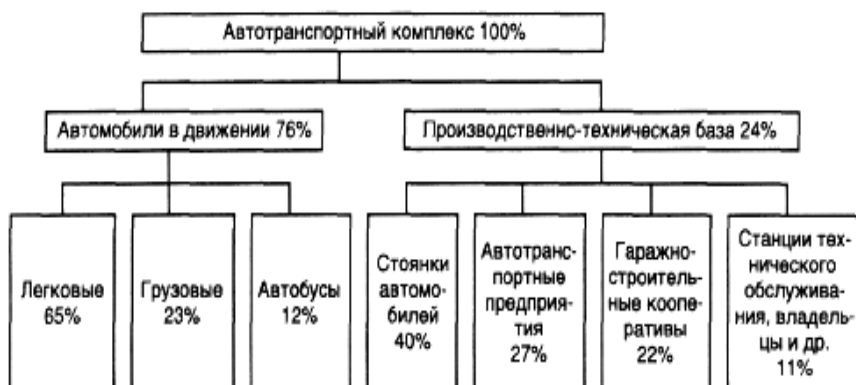 Автотранспортный комплекс 100%
Автомобили в движении 76%
Производственно-техническая база 24%
Легковые
65%
Грузовые
23%
Автобусы
12%
Стоянки
автомо-
билей
40%
Автотранс-
портные
предприя-
тия
27%
Гаражно-
строитель-
ные коопе-
ративы
22%
Станции тех-
нического
обслужива-
ния, владель-
цы и др.
11%